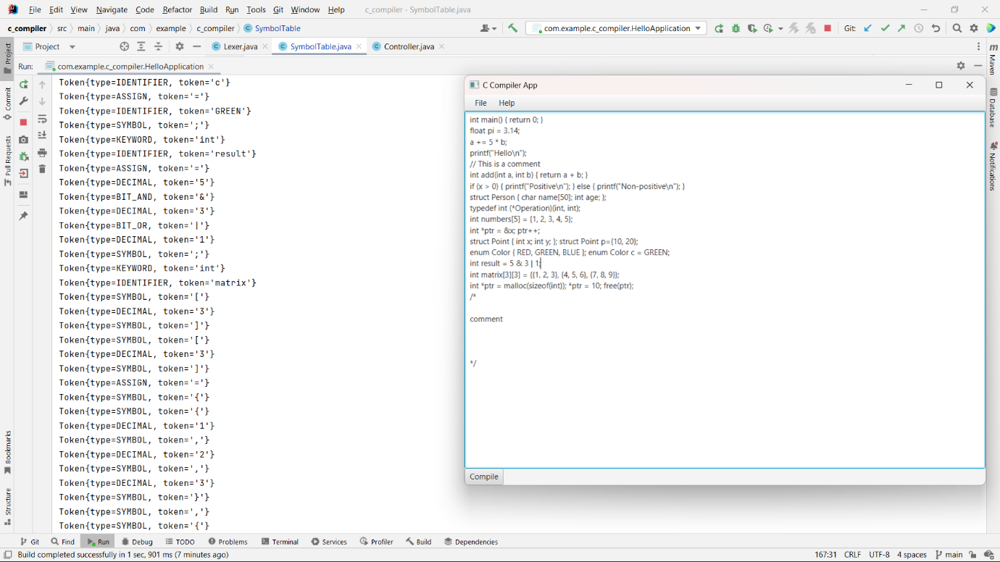 File Edit View Navigate Code Refactor Build Run Tools Git Window Help c_compiler - SymbolTable.java
c_compiler src main java com example c_compiler SymbolTable com.example.c_compiler.HelloApplication Git:
Project Lexer.java SymbolTable.java Controller.java
Run: com.example.c_compiler.HelloApplication
Project
Commit
Pull Requests
Bookmarks
Structure
Token{type=IDENTIFIER, token='c'}
Token{type=ASSIGN, token='='}
Token{type=IDENTIFIER, token='GREEN'}
Token{type=SYMBOL, token=';'}
Token{type=KEYWORD, token='int'}
Token{type=IDENTIFIER, token='result'}
Token{type=ASSIGN, token='='}
Token{type=DECIMAL, token='5'}
Token{type=BIT_AND, token='&'}
Token{type=DECIMAL, token='3'}
Token{type=BIT_OR, token='|'}
Token{type=DECIMAL, token='1'}
Token{type=SYMBOL, token=';'}
Token{type=KEYWORD, token='int'}
Token{type=IDENTIFIER, token='matrix'}
Token{type=SYMBOL, token='['}
Token{type=DECIMAL, token='3'}
Token{type=SYMBOL, token=']'}
Token{type=SYMBOL, token='['}
Token{type=DECIMAL, token='3'}
Token{type=SYMBOL, token=']'}
Token{type=ASSIGN, token='='}
Token{type=SYMBOL, token='{'}
Token{type=SYMBOL, token='{'}
Token{type=DECIMAL, token='1'}
Token{type=SYMBOL, token=','}
Token{type=DECIMAL, token='2'}
Token{type=SYMBOL, token=','}
Token{type=DECIMAL, token='3'}
Token{type=SYMBOL, token='}'}
Token{type=SYMBOL, token=','}
Token{type=SYMBOL, token='{'}
C Compiler App
File Help
int main() { return 0; }
float pi = 3.14;
a += 5 * b;
printf("Hello\n");
// This is a comment
int add(int a, int b) { return a + b; }
if (x > 0) { printf("Positive\n"); } else { printf("Non-positive\n"); }
struct Person { char name[50]; int age; };
typedef int (*Operation)(int, int);
int numbers[5] = {1, 2, 3, 4, 5};
int *ptr = &x; ptr++;
struct Point { int x; int y; }; struct Point p={10, 20};
enum Color { RED, GREEN, BLUE }; enum Color c = GREEN;
int result = 5 & 3 | 1;
int matrix[3][3] = {{1, 2, 3}, {4, 5, 6}, {7, 8, 9}};
int *ptr = malloc(sizeof(int)); *ptr = 10; free(ptr);
/*
comment
*/
Compile
Maven
Database
Notifications
Git Find Run Debug TODO Problems Terminal Services Profiler Build Dependencies
Build completed successfully in 1 sec, 901 ms (7 minutes ago) 167:31 CRLF UTF-8 4 spaces main